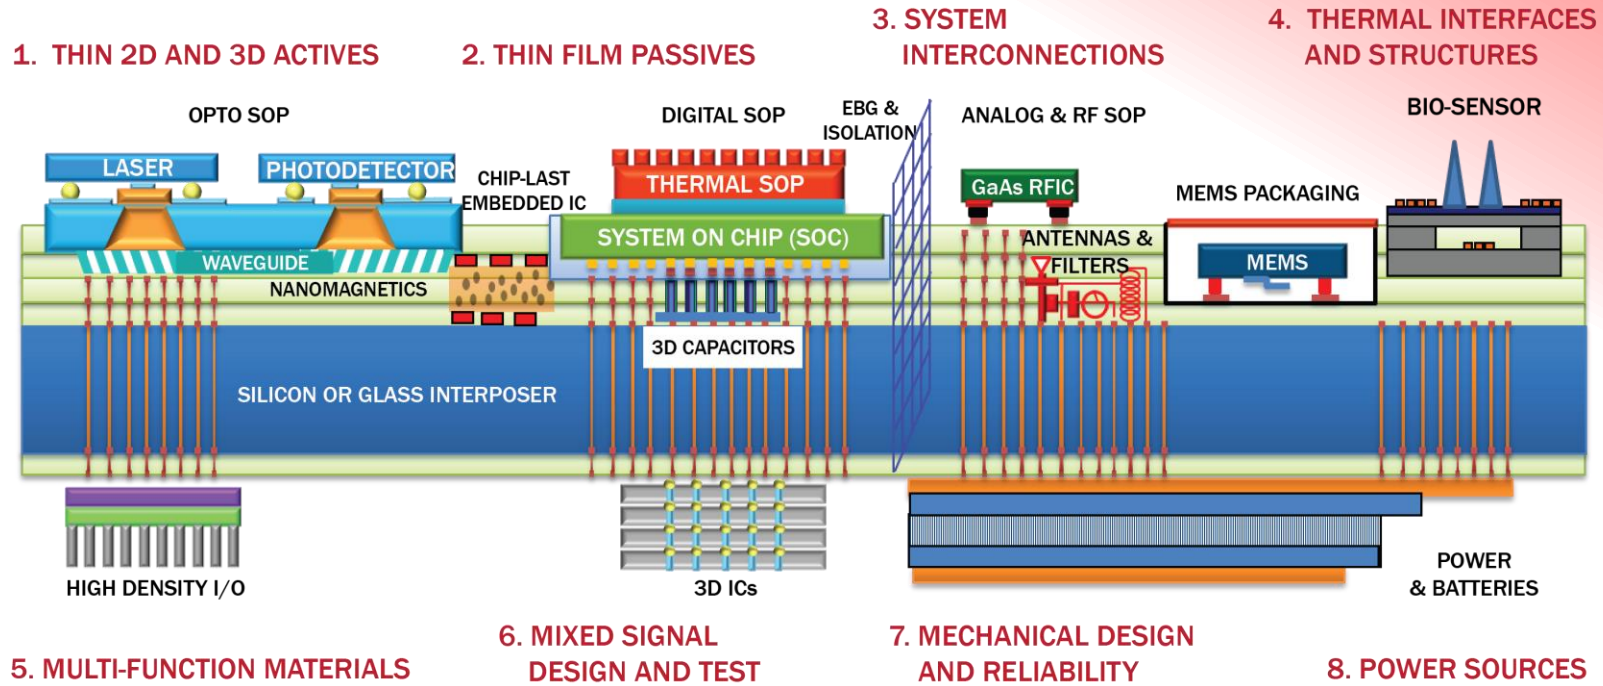 1. THIN 2D AND 3D ACTIVES
2. THIN FILM PASSIVES
3. SYSTEM
INTERCONNECTIONS
4. THERMAL INTERFACES
AND STRUCTURES
OPTO SOP
DIGITAL SOP
EBG &
ISOLATION
ANALOG & RF SOP
BIO-SENSOR
LASER
PHOTODETECTOR
CHIP-LAST
EMBEDDED IC
THERMAL SOP
GaAs RFIC
MEMS PACKAGING
SYSTEM ON CHIP (SOC)
ANTENNAS &
FILTERS
WAVEGUIDE
MEMS
NANOMAGNETICS
3D CAPACITORS
SILICON OR GLASS INTERPOSER
HIGH DENSITY I/O
3D ICs
POWER
& BATTERIES
5. MULTI-FUNCTION MATERIALS
6. MIXED SIGNAL
DESIGN AND TEST
7. MECHANICAL DESIGN
AND RELIABILITY
8. POWER SOURCES